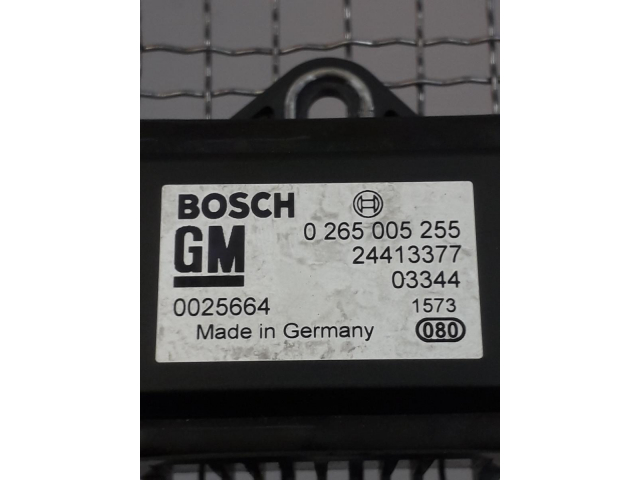 BOSCH
GM
0 265 005 255
24413377
03344
0025664 1573
Made in Germany 080